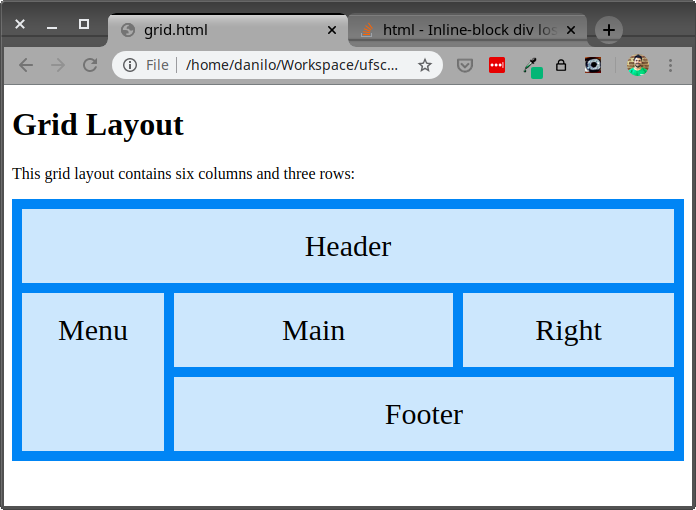 grid.html
html - Inline-block div los
File
/home/danilo/Workspace/ufsc...
Grid Layout
This grid layout contains six columns and three rows:
Header
Menu Main Right
Footer